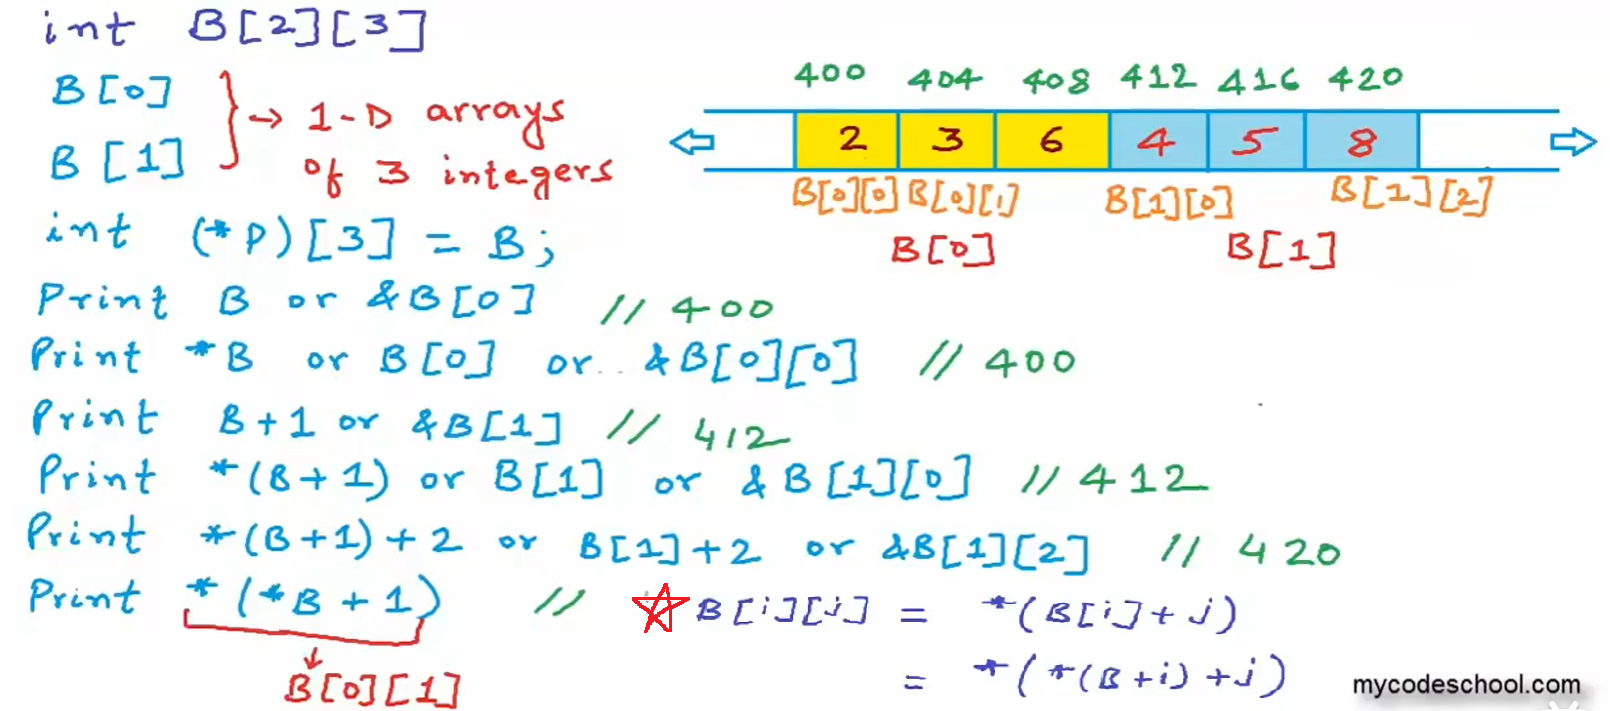 int B[2][3]
B[0]
B[1]
→ 1-D arrays
of 3 integers
400 404 408 412 416 420
2 3 6 4 5 8
B[0][0] B[0][1] B[1][0] B[1][2]
B[0] B[1]
int (*P)[3] = B;
Print B or &B[0] // 400
Print *B or B[0] or &B[0][0] // 400
Print B+1 or &B[1] // 412
Print *(B+1) or B[1] or &B[1][0] // 412
Print *(B+1)+2 or B[1]+2 or &B[1][2] // 420
Print *(*B+1) //
B[0][1]
☆ B[i][j] = *(B[i]+j)
= *(*(B+i)+j)
mycodeschool.com